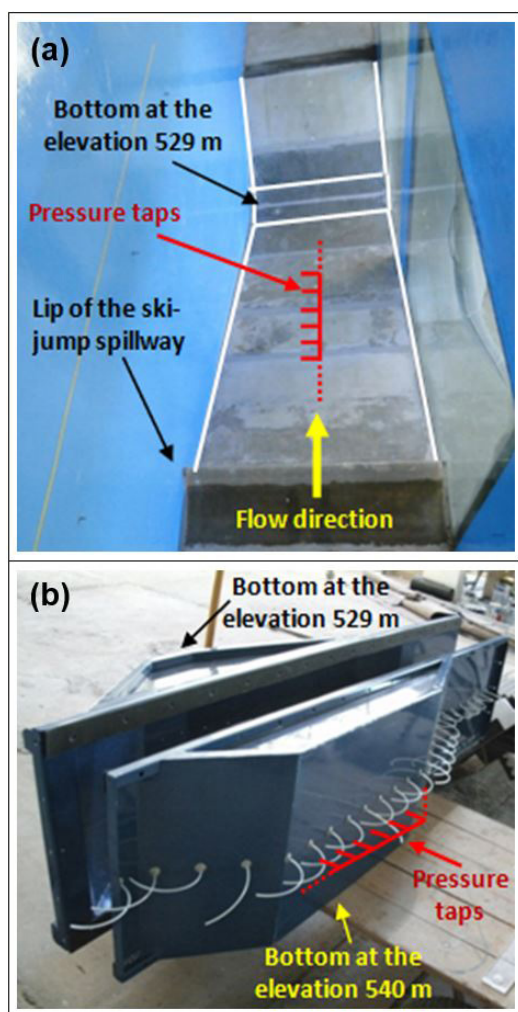 (a)
Bottom at the
elevation 529 m
Pressure taps
Lip of the ski-
jump spillway
Flow direction
(b)
Bottom at the
elevation 529 m
Pressure
taps
Bottom at the
elevation 540 m